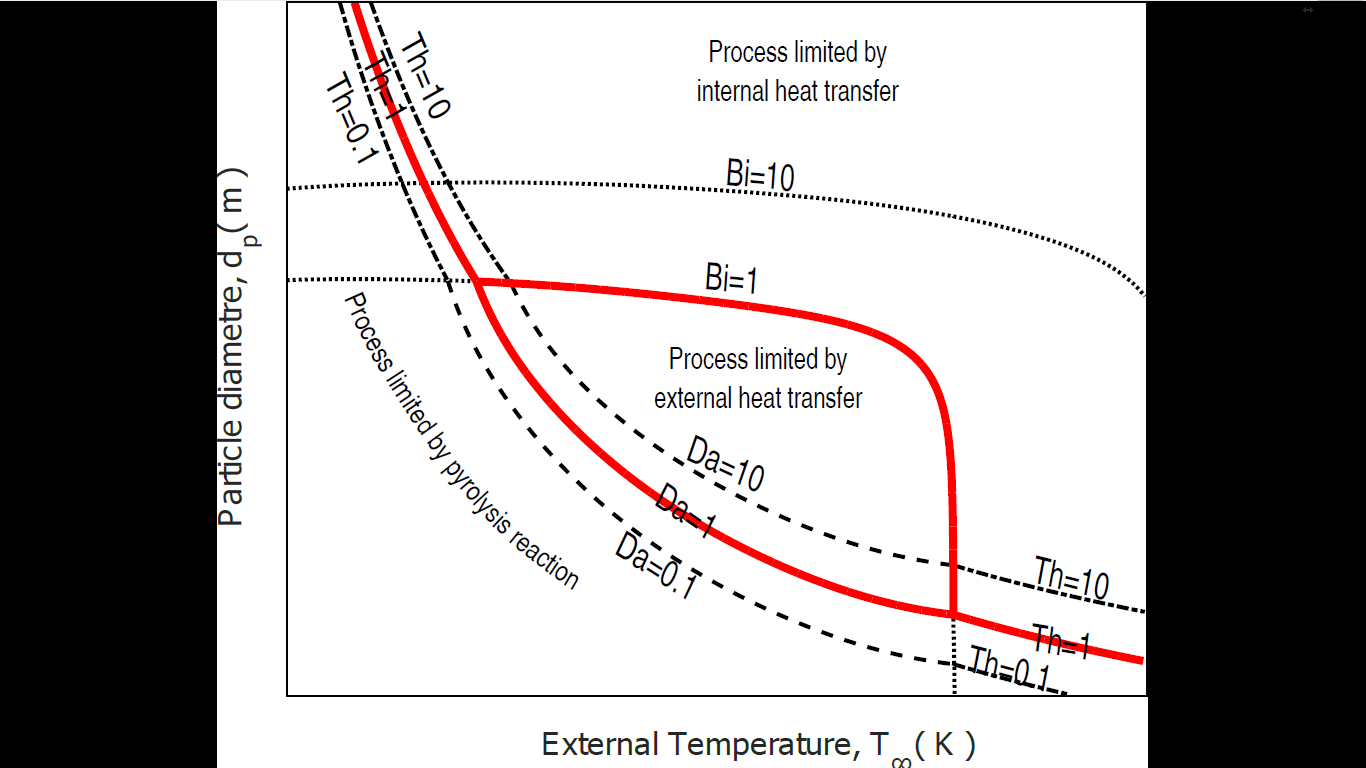 Process limited by
internal heat transfer
Th=10
Th=1
Th=0.1
Bi=10
Bi=1
Process limited by
external heat transfer
Process limited by pyrolysis reaction
Da=10
Da=1
Da=0.1
Th=10
Th=1
Th=0.1
Particle diametre, dp( m )
External Temperature, T∞( K )